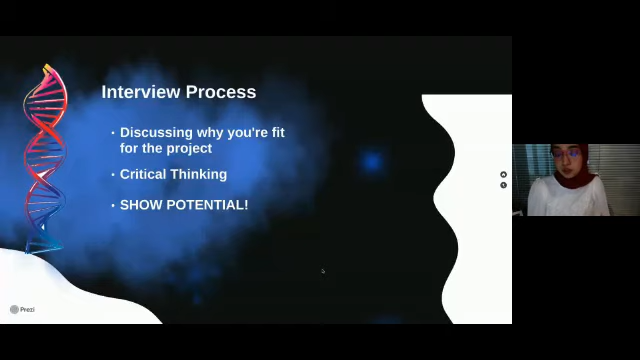 Interview Process
· Discussing why you're fit
for the project
· Critical Thinking
· SHOW POTENTIAL!
Prezi